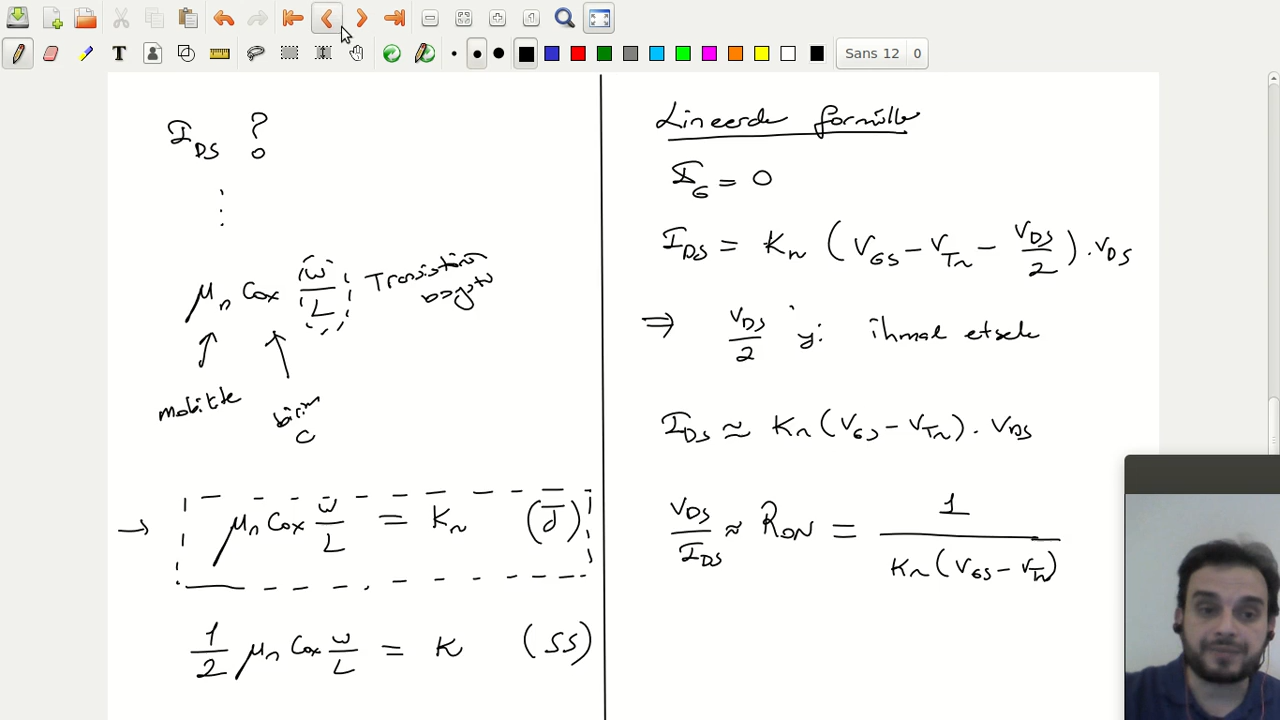 Sans 12 0
I_DS ?
⋮
μn Cox W/L Transistörün boyutu
mobilite birim C
→ μn Cox W/L = Kn (J)
1/2 μn Cox W/L = K (SS)
Lineerde formüller
I_G = 0
I_DS = Kn (V_GS - V_Tn - V_DS/2) . V_DS
⇒ V_DS/2 'yi ihmal etsek
I_DS ≈ Kn (V_GS - V_Tn) . V_DS
V_DS/I_DS ≈ R_ON = 1/(Kn (V_GS - V_Tn))